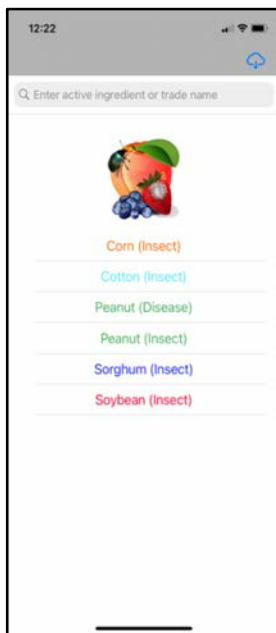 12:22
Enter active ingredient or trade name
Corn (Insect)
Cotton (Insect)
Peanut (Disease)
Peanut (Insect)
Sorghum (Insect)
Soybean (Insect)